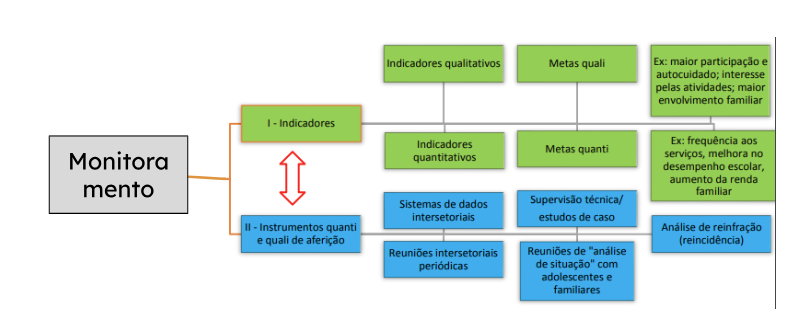 Monitora
mento
I - Indicadores
Indicadores qualitativos
Metas quali
Ex: maior participação e
autocuidado; interesse
pelas atividades; maior
envolvimento familiar
Indicadores
quantitativos
Metas quanti
Ex: frequência aos
serviços, melhora no
desempenho escolar,
aumento da renda
familiar
II - Instrumentos quanti
e quali de aferição
Sistemas de dados
intersetoriais
Supervisão técnica/
estudos de caso
Análise de reinfração
(reincidência)
Reuniões intersetoriais
periódicas
Reuniões de "análise
de situação" com
adolescentes e
familiares